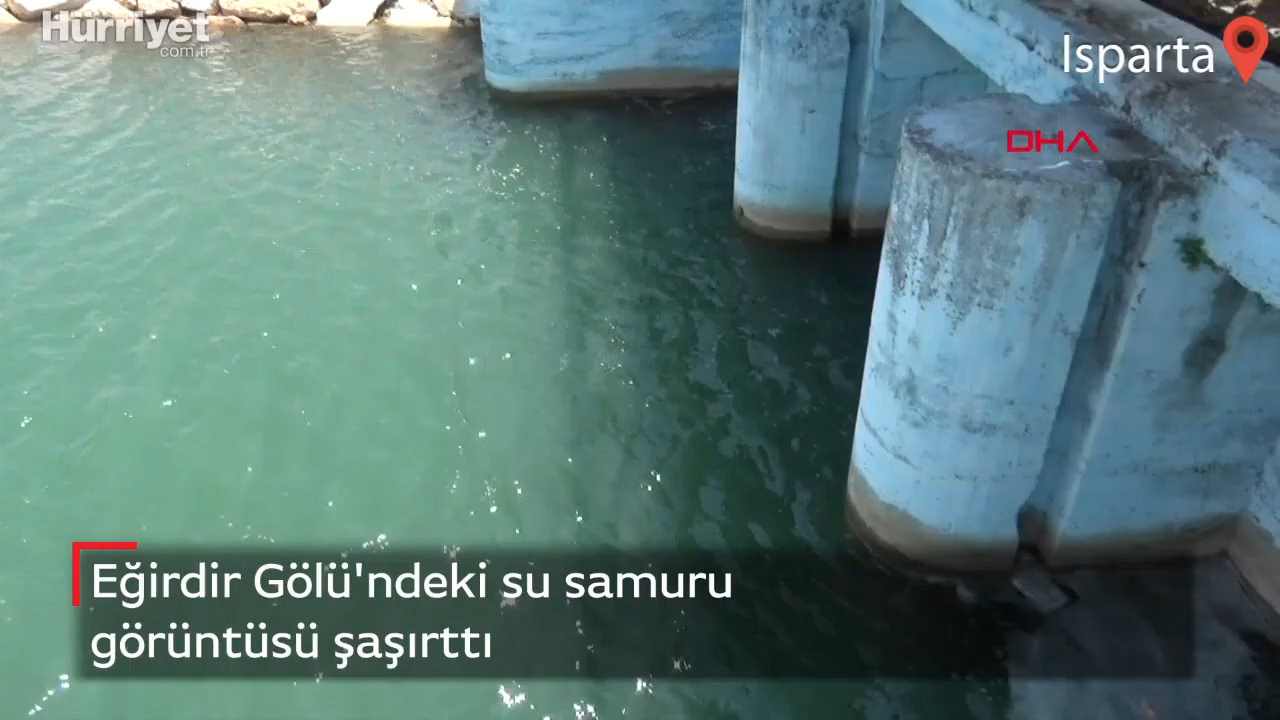 Hürriyet
com.tr
Isparta
DHA
Eğirdir Gölü'ndeki su samuru
görüntüsü şaşırttı